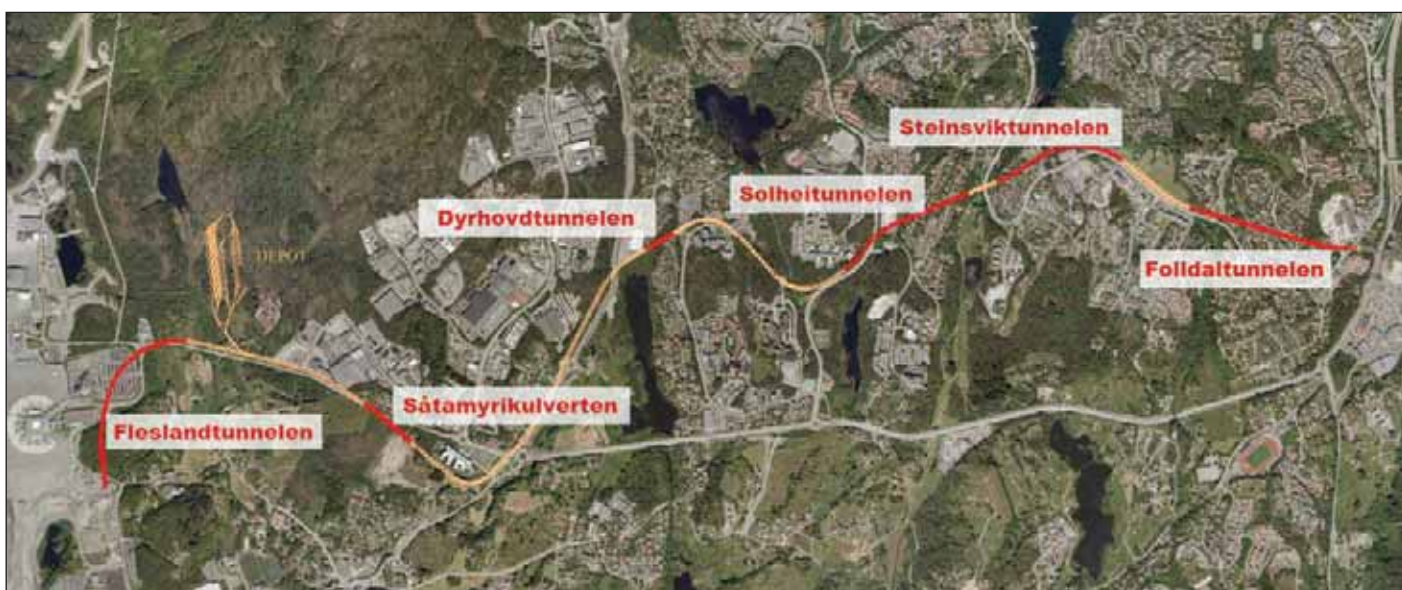 Steinsviktunnelen
Solheitunnelen
Dyrhovdtunnelen
DEPOT
Folldaltunnelen
Såtamyrikulverten
Fleslandtunnelen